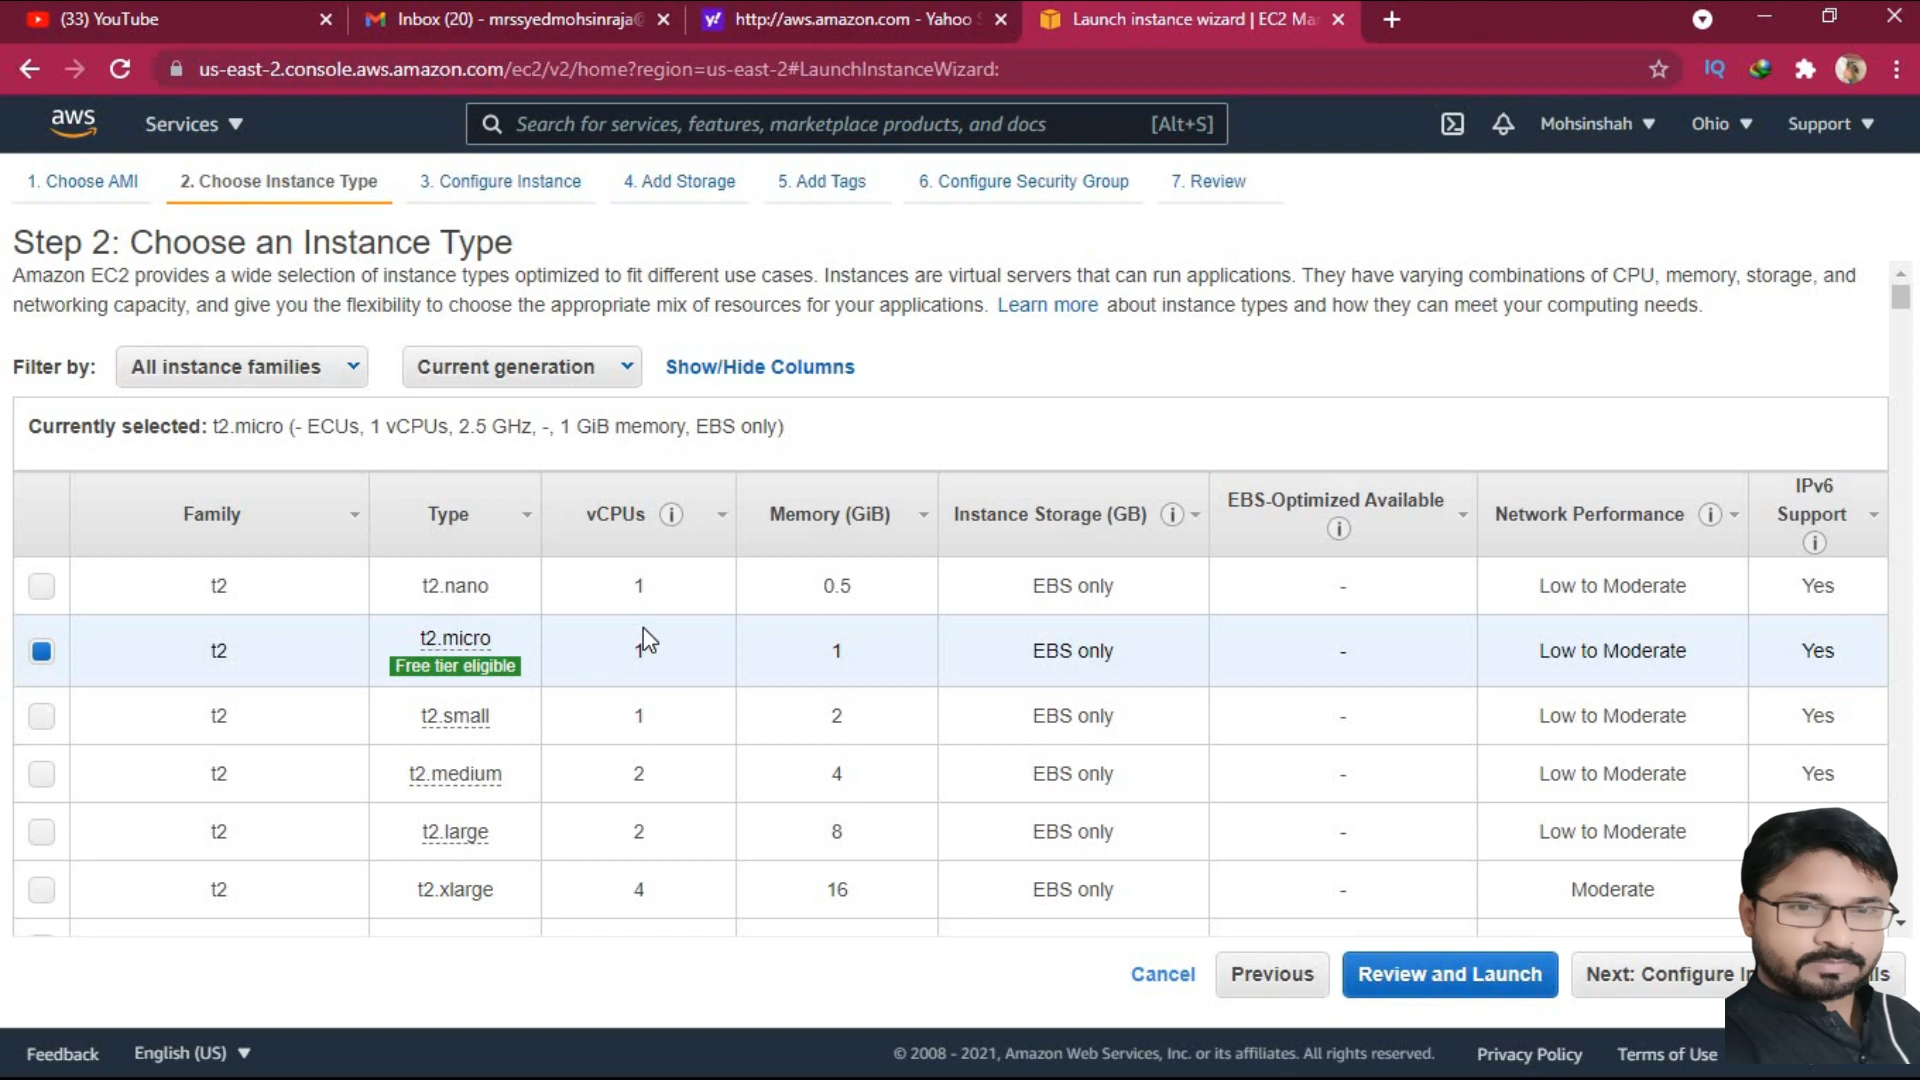 (33) YouTube
Inbox (20) - mrssyedmohsinraja@
http://aws.amazon.com - Yahoo S
Launch instance wizard | EC2 Ma
us-east-2.console.aws.amazon.com/ec2/v2/home?region=us-east-2#LaunchInstanceWizard:
IQ
aws
Services
Search for services, features, marketplace products, and docs
[Alt+S]
Mohsinshah
Ohio
Support
1. Choose AMI
2. Choose Instance Type
3. Configure Instance
4. Add Storage
5. Add Tags
6. Configure Security Group
7. Review
Step 2: Choose an Instance Type
Amazon EC2 provides a wide selection of instance types optimized to fit different use cases. Instances are virtual servers that can run applications. They have varying combinations of CPU, memory, storage, and
networking capacity, and give you the flexibility to choose the appropriate mix of resources for your applications. Learn more about instance types and how they can meet your computing needs.
Filter by: All instance families Current generation Show/Hide Columns
Currently selected: t2.micro (- ECUs, 1 vCPUs, 2.5 GHz, -, 1 GiB memory, EBS only)
Family Type vCPUs Memory (GiB) Instance Storage (GB) EBS-Optimized Available Network Performance IPv6 Support
t2 t2.nano 1 0.5 EBS only - Low to Moderate Yes
t2 t2.micro 1 1 EBS only - Low to Moderate Yes
Free tier eligible
t2 t2.small 1 2 EBS only - Low to Moderate Yes
t2 t2.medium 2 4 EBS only - Low to Moderate Yes
t2 t2.large 2 8 EBS only - Low to Moderate
t2 t2.xlarge 4 16 EBS only - Moderate
Cancel Previous Review and Launch Next: Configure
Feedback English (US) © 2008 - 2021, Amazon Web Services, Inc. or its affiliates. All rights reserved. Privacy Policy Terms of Use